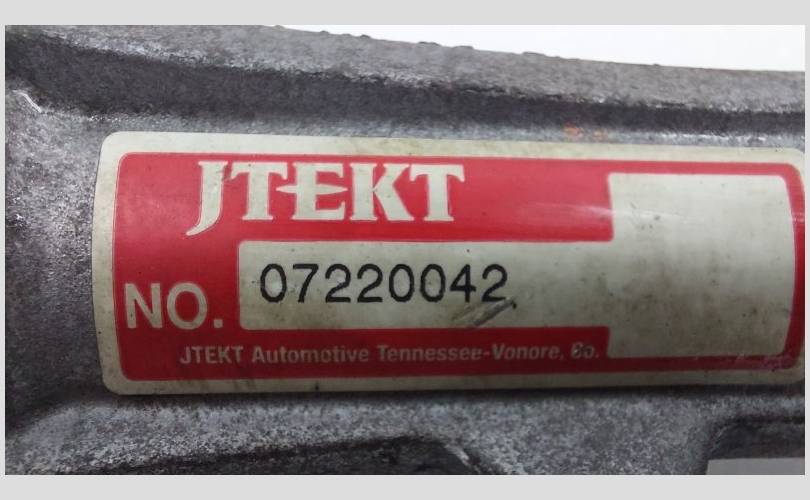 JTEKT
NO. 07220042
JTEKT Automotive Tennessee-Vonore, Co.